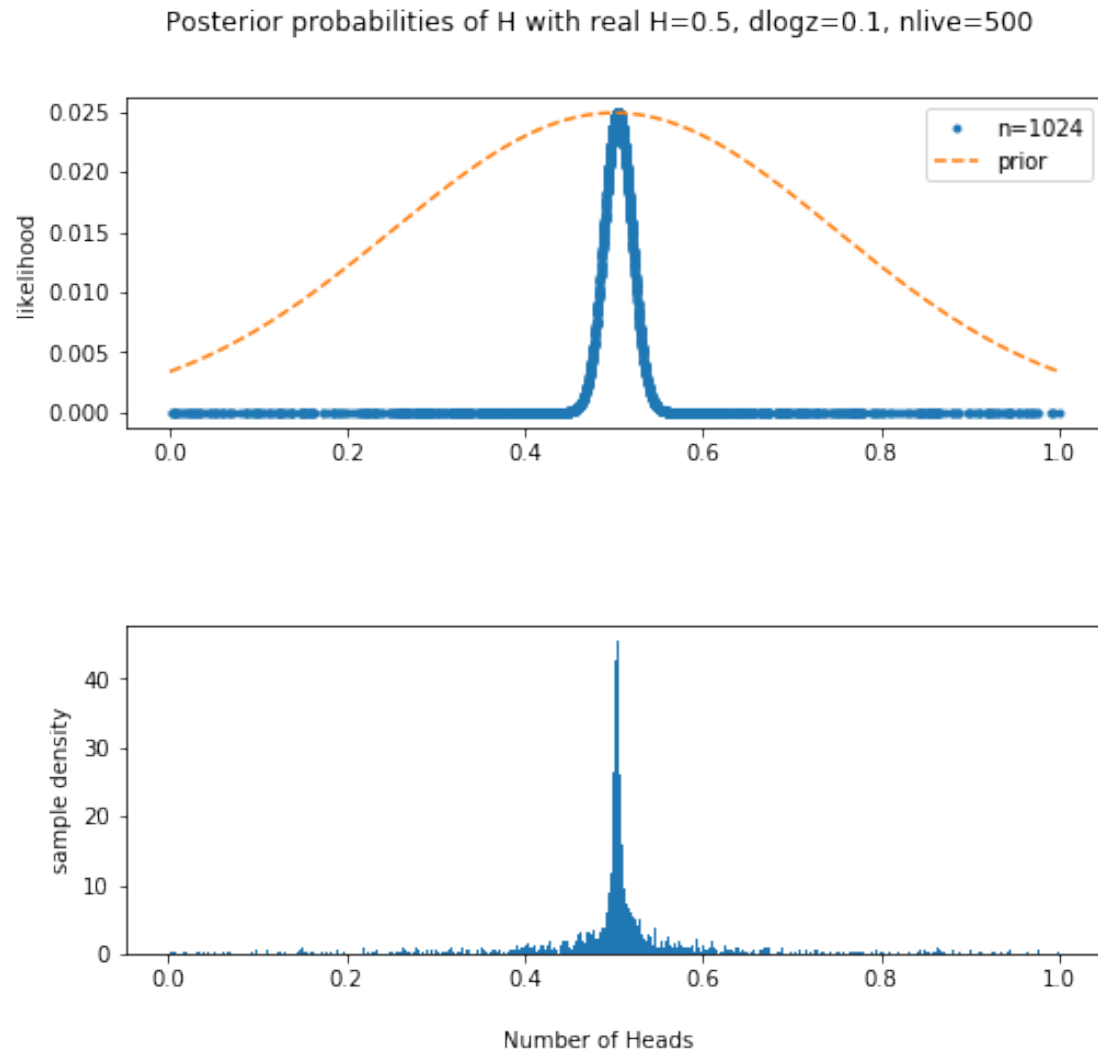 Posterior probabilities of H with real H=0.5, dlogz=0.1, nlive=500
0.025
0.020
0.015
0.010
0.005
0.000
likelihood
n=1024
prior
0.0 0.2 0.4 0.6 0.8 1.0
40
30
20
10
0
sample density
0.0 0.2 0.4 0.6 0.8 1.0
Number of Heads